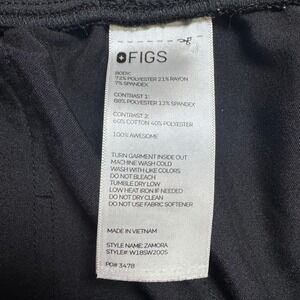 FIGS
BODY:
72% POLYESTER 21% RAYON
7% SPANDEX
CONTRAST 1:
88% POLYESTER 12% SPANDEX
CONTRAST 2:
60% COTTON 40% POLYESTER
100% AWESOME
TURN GARMENT INSIDE OUT
MACHINE WASH COLD
WASH WITH LIKE COLORS
DO NOT BLEACH
TUMBLE DRY LOW
LOW HEAT IRON IF NEEDED
DO NOT DRY CLEAN
DO NOT USE FABRIC SOFTENER
MADE IN VIETNAM
STYLE NAME: ZAMORA
STYLE#: W18SW2005
PO# 3478